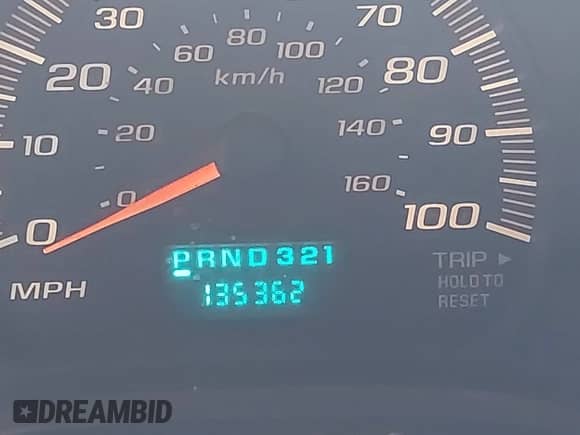 30 70
60 80 100
20 40 km/h 120 80
10 20 140 90
0 0 160 100
PRND321 TRIP ►
MPH 135362 HOLD TO
RESET
DREAMBID